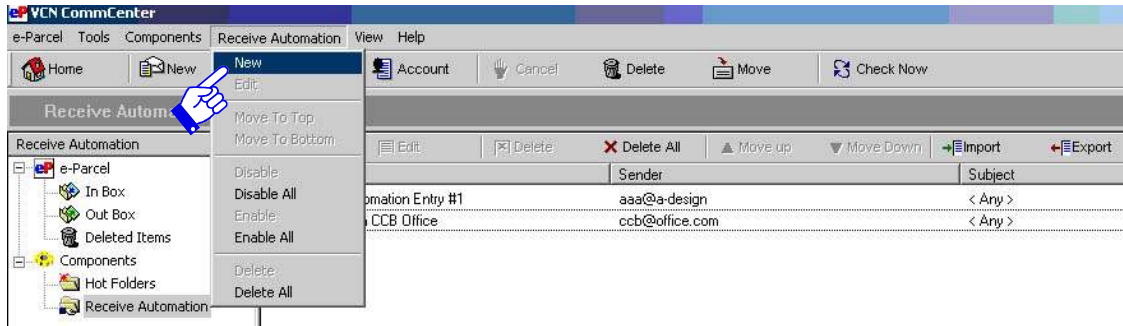 eP VCN CommCenter
e-Parcel Tools Components Receive Automation View Help
Home New Account Cancel Delete Move Check Now
Receive Autom
New
Edit
Move To Top
Move To Bottom
Disable
Disable All
Enable
Enable All
Delete
Delete All
Receive Automation
eP e-Parcel
In Box
Out Box
Deleted Items
Components
Hot Folders
Receive Automation
Edit Delete Delete All Move up Move Down Import Export
Sender Subject
omation Entry #1 aaa@a-design < Any >
CCB Office ccb@office.com < Any >